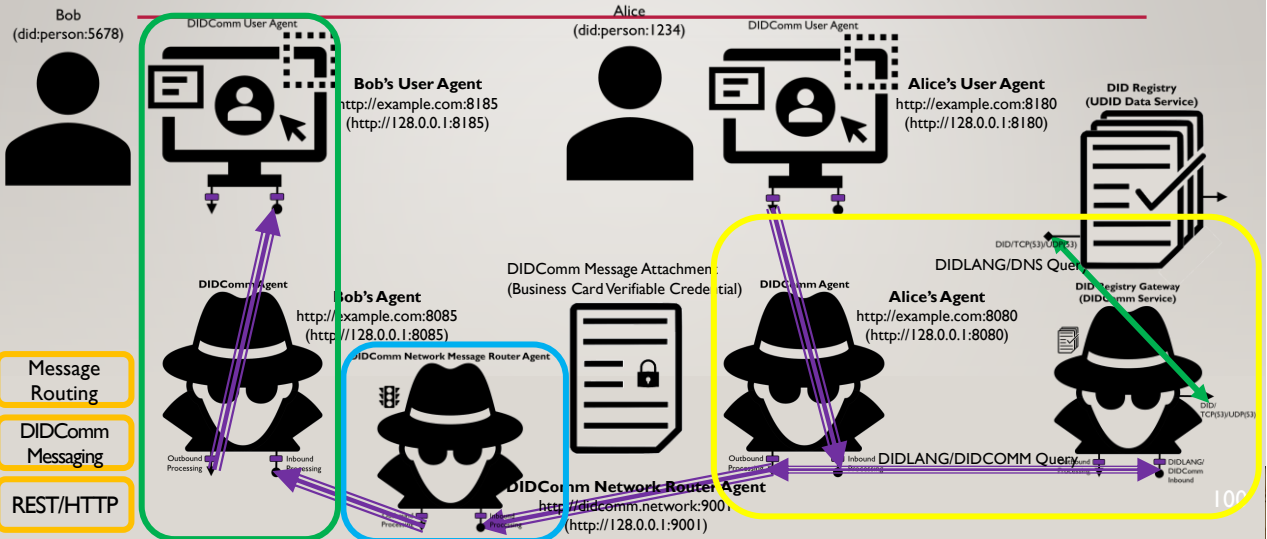 Bob
(did:person:5678)
DIDComm User Agent
Bob's User Agent
http://example.com:8185
(http://128.0.0.1:8185)
Alice
(did:person:1234)
DIDComm User Agent
Alice's User Agent
http://example.com:8180
(http://128.0.0.1:8180)
DID Registry
(UDID Data Service)
DID/TCP(53)/UDP(53)
DIDLANG/DNS Query
DIDComm Message Attachment
(Business Card Verifiable Credential)
DIDComm Agent
Bob's Agent
http://example.com:8085
(http://128.0.0.1:8085)
DIDComm Agent
Alice's Agent
http://example.com:8080
(http://128.0.0.1:8080)
DID Registry Gateway
(DIDComm Service)
DID/
TCP(53)/UDP(53)
DIDComm Network Message Router Agent
Message
Routing
DIDComm
Messaging
REST/HTTP
Outbound
Processing
Inbound
Processing
Outbound
Processing
Inbound
Processing
DIDLANG/DIDCOMM Query
DIDLANG/
DIDComm
Inbound
DIDComm Network Router Agent
http://didcomm.network:9001
(http://128.0.0.1:9001)
Inbound
Processing
100